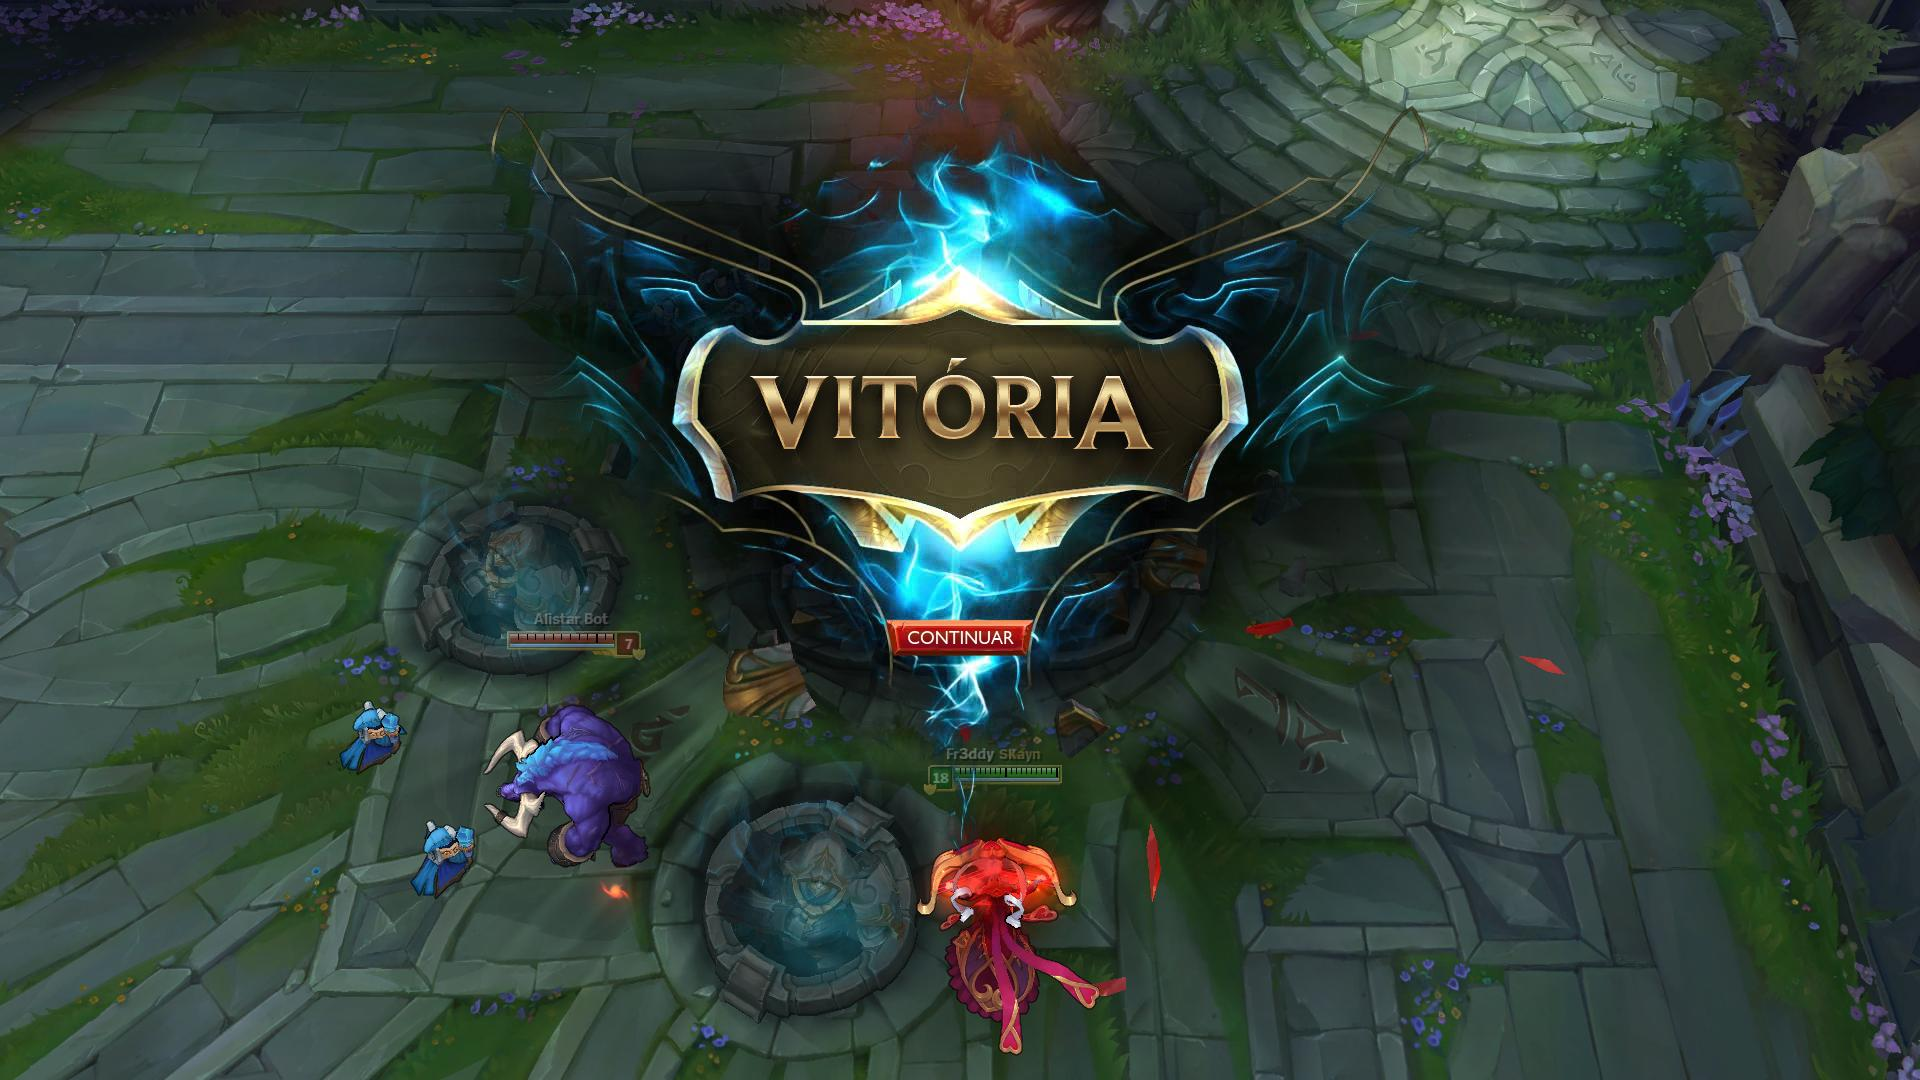 VITÓRIA
Alistar Bot
7
CONTINUAR
Fr3ddy SKayn
18